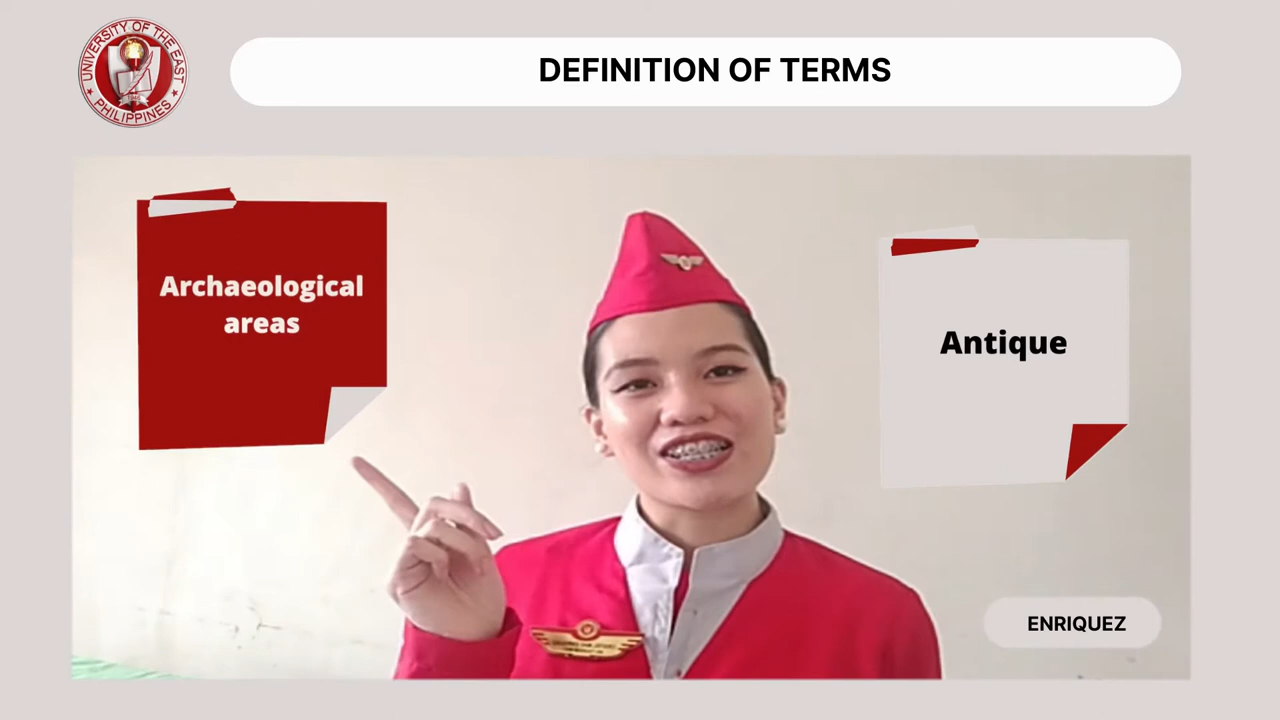 UNIVERSITY OF THE EAST
PHILIPPINES
DEFINITION OF TERMS
Archaeological
areas
Antique
ENRIQUEZ